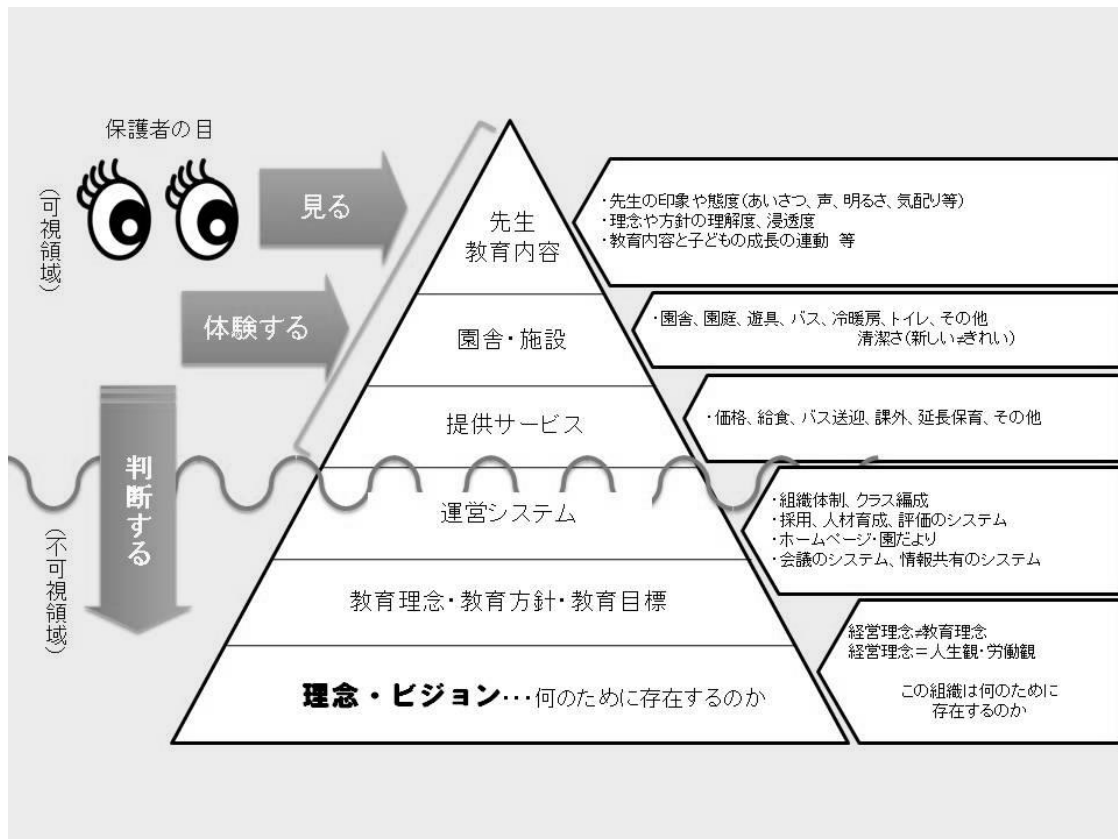 保護者の目
(可視領域)
見る
体験する
判断する
(不可視領域)
先生
教育内容
園舎・施設
提供サービス
運営システム
教育理念・教育方針・教育目標
理念・ビジョン・・・何のために存在するのか
・先生の印象や態度(あいさつ、声、明るさ、気配り等)
・理念や方針の理解度、浸透度
・教育内容と子どもの成長の連動 等
・園舎、園庭、遊具、バス、冷暖房、トイレ、その他
清潔さ(新しい≠きれい)
・価格、給食、バス送迎、課外、延長保育、その他
・組織体制、クラス編成
・採用、人材育成、評価のシステム
・ホームページ・園だより
・会議のシステム、情報共有のシステム
経営理念≠教育理念
経営理念=人生観・労働観
この組織は何のために
存在するのか